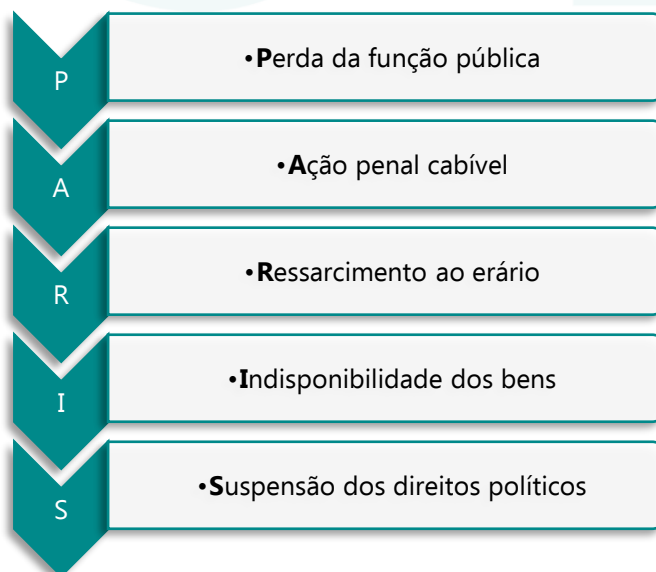 P
•Perda da função pública
A
•Ação penal cabível
R
•Ressarcimento ao erário
I
•Indisponibilidade dos bens
S
•Suspensão dos direitos políticos